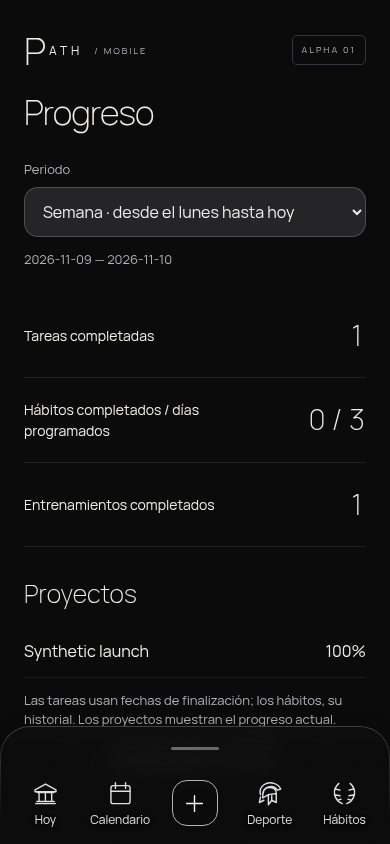 PATH / MOBILE
ALPHA 01
Progreso
Periodo
Semana · desde el lunes hasta hoy
2026-11-09 — 2026-11-10
Tareas completadas
1
Hábitos completados / días
programados
0 / 3
Entrenamientos completados
1
Proyectos
Synthetic launch
100%
Las tareas usan fechas de finalización; los hábitos, su
historial. Los proyectos muestran el progreso actual.
Hoy
Calendario
Deporte
Hábitos